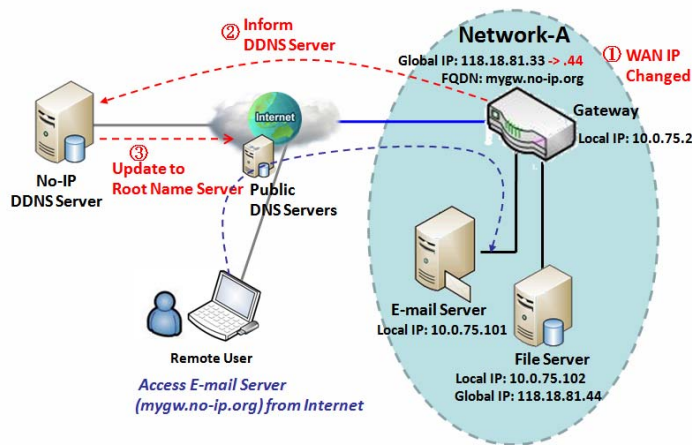 ② Inform
DDNS Server
Network-A
Global IP: 118.18.81.33 -> .44
FQDN: mygw.no-ip.org
① WAN IP
Changed
Gateway
Local IP: 10.0.75.2
Internet
③
Update to
Root Name Server
No-IP
DDNS Server
Public
DNS Servers
E-mail Server
Local IP: 10.0.75.101
Remote User
File Server
Local IP: 10.0.75.102
Global IP: 118.18.81.44
Access E-mail Server
(mygw.no-ip.org) from Internet